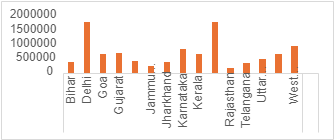 2000000
1500000
1000000
500000
0
Bihar
Delhi
Goa
Gujarat
Jammu...
Jharkhand
Karnataka
Kerala
Rajasthan
Telangana
Uttar...
West...